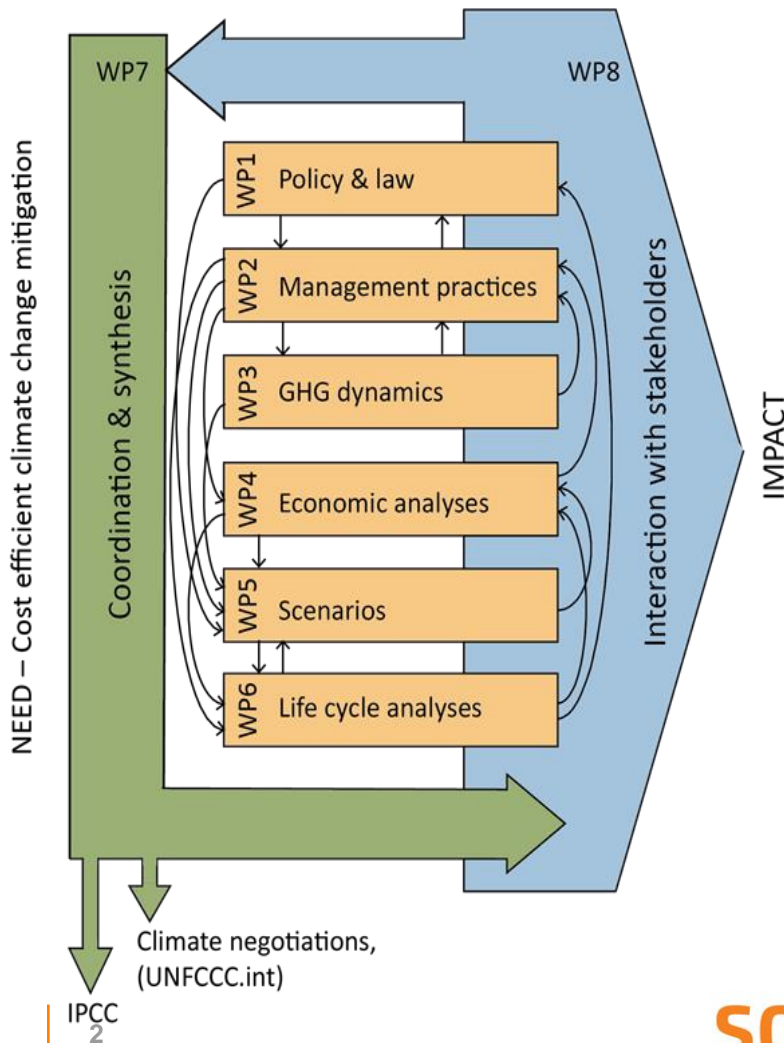 NEED – Cost efficient climate change mitigation
WP7
Coordination & synthesis
WP8
Interaction with stakeholders
IMPACT
WP1
Policy & law
WP2
Management practices
WP3
GHG dynamics
WP4
Economic analyses
WP5
Scenarios
WP6
Life cycle analyses
Climate negotiations,
(UNFCCC.int)
IPCC
2